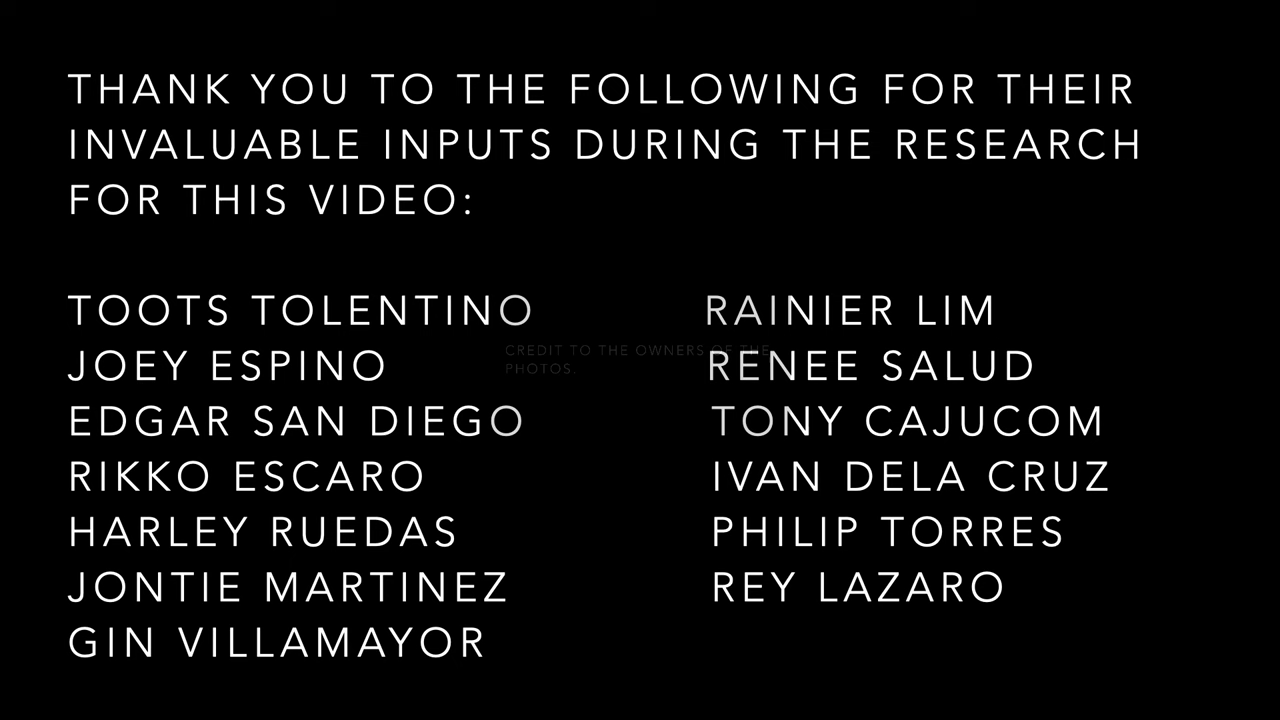 THANK YOU TO THE FOLLOWING FOR THEIR
INVALUABLE INPUTS DURING THE RESEARCH
FOR THIS VIDEO:
TOOTS TOLENTINO
JOEY ESPINO
EDGAR SAN DIEGO
RIKKO ESCARO
HARLEY RUEDAS
JONTIE MARTINEZ
GIN VILLAMAYOR
RAINIER LIM
RENEE SALUD
TONY CAJUCOM
IVAN DELA CRUZ
PHILIP TORRES
REY LAZARO
CREDIT TO THE OWNERS OF THE
PHOTOS.